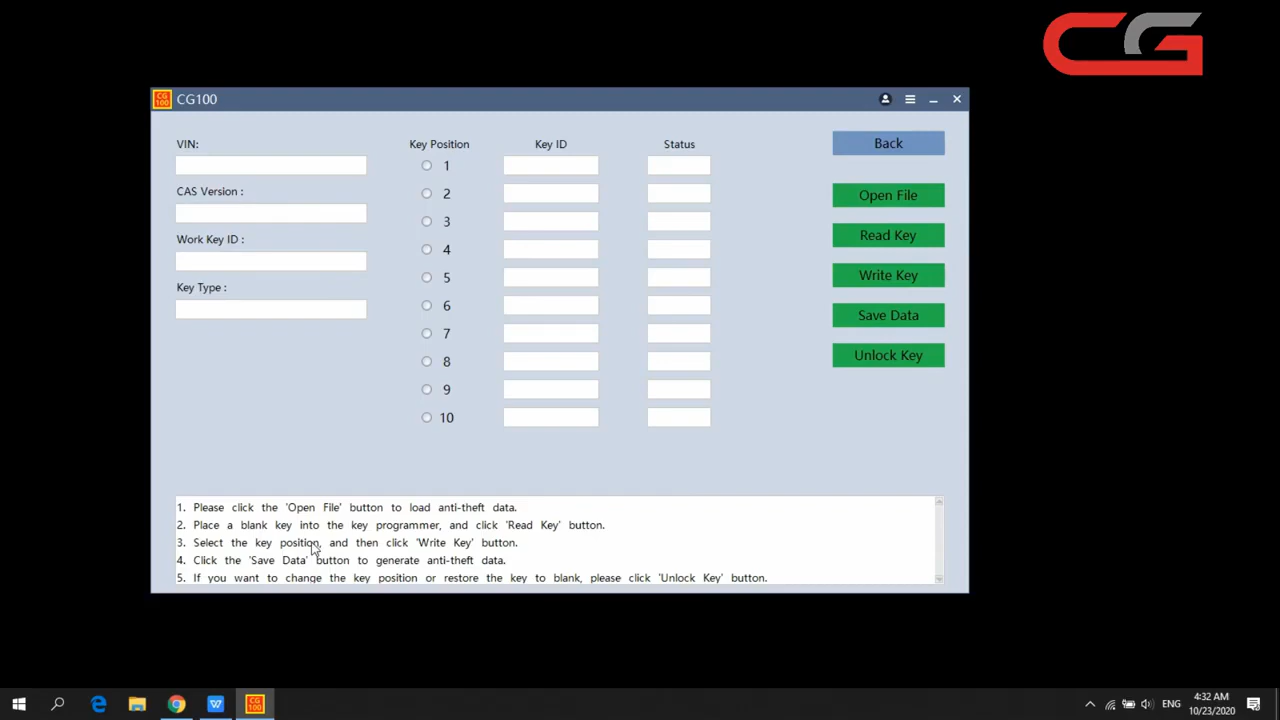 CG
CG100
VIN:
CAS Version :
Work Key ID :
Key Type :
Key Position Key ID Status
1
2
3
4
5
6
7
8
9
10
Back
Open File
Read Key
Write Key
Save Data
Unlock Key
1. Please click the 'Open File' button to load anti-theft data.
2. Place a blank key into the key programmer, and click 'Read Key' button.
3. Select the key position, and then click 'Write Key' button.
4. Click the 'Save Data' button to generate anti-theft data.
5. If you want to change the key position or restore the key to blank, please click 'Unlock Key' button.
CG
100
ENG
4:32 AM
10/23/2020